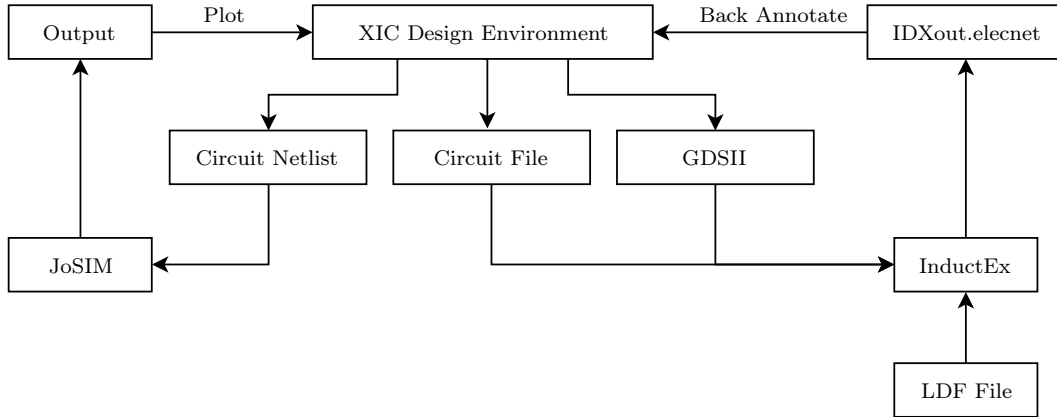 Plot
Back Annotate
Output
XIC Design Environment
IDXout.elecnet
Circuit Netlist
Circuit File
GDSII
JoSIM
InductEx
LDF File